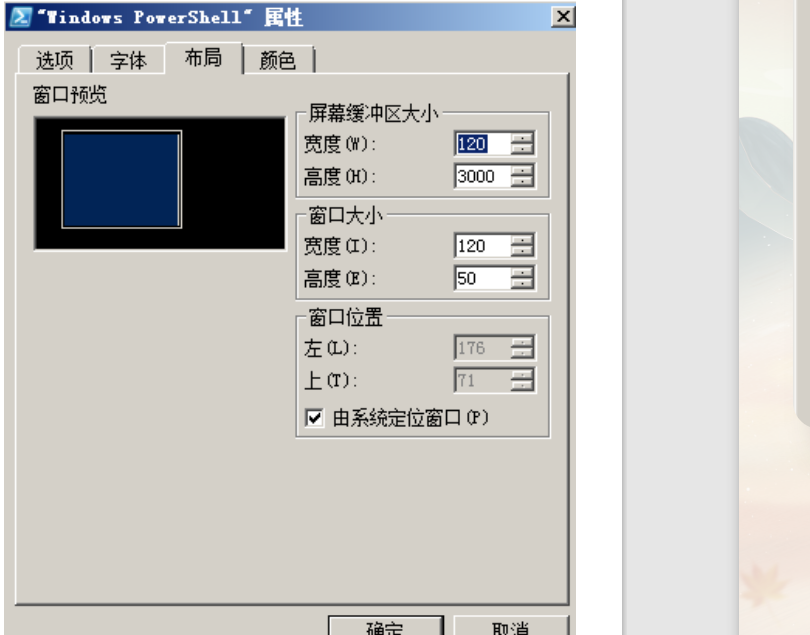 "Windows PowerShell" 属性
选项 字体 布局 颜色
窗口预览
屏幕缓冲区大小
宽度(W): 120
高度(H): 3000
窗口大小
宽度(I): 120
高度(E): 50
窗口位置
左(L): 176
上(T): 71
由系统定位窗口(P)
确定 取消